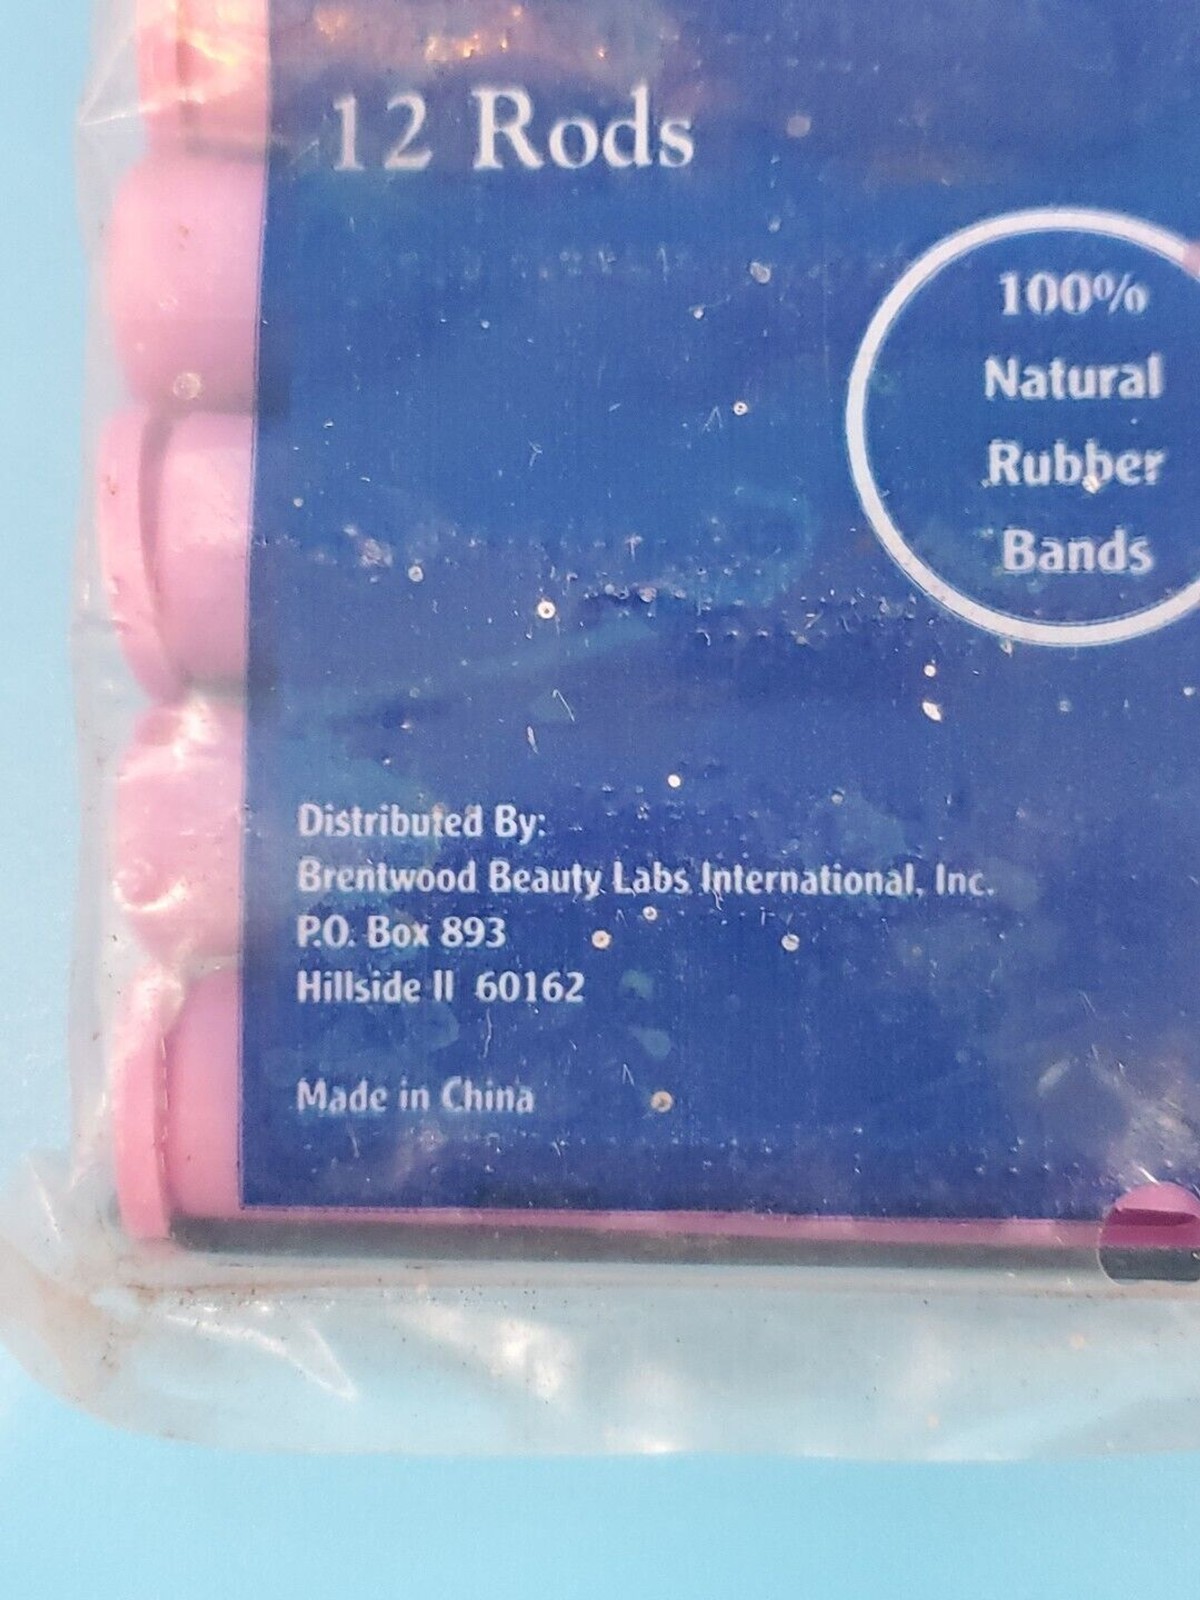 12 Rods
100%
Natural
Rubber
Bands
Distributed By:
Brentwood Beauty Labs International, Inc.
P.O. Box 893
Hillside Il 60162
Made in China